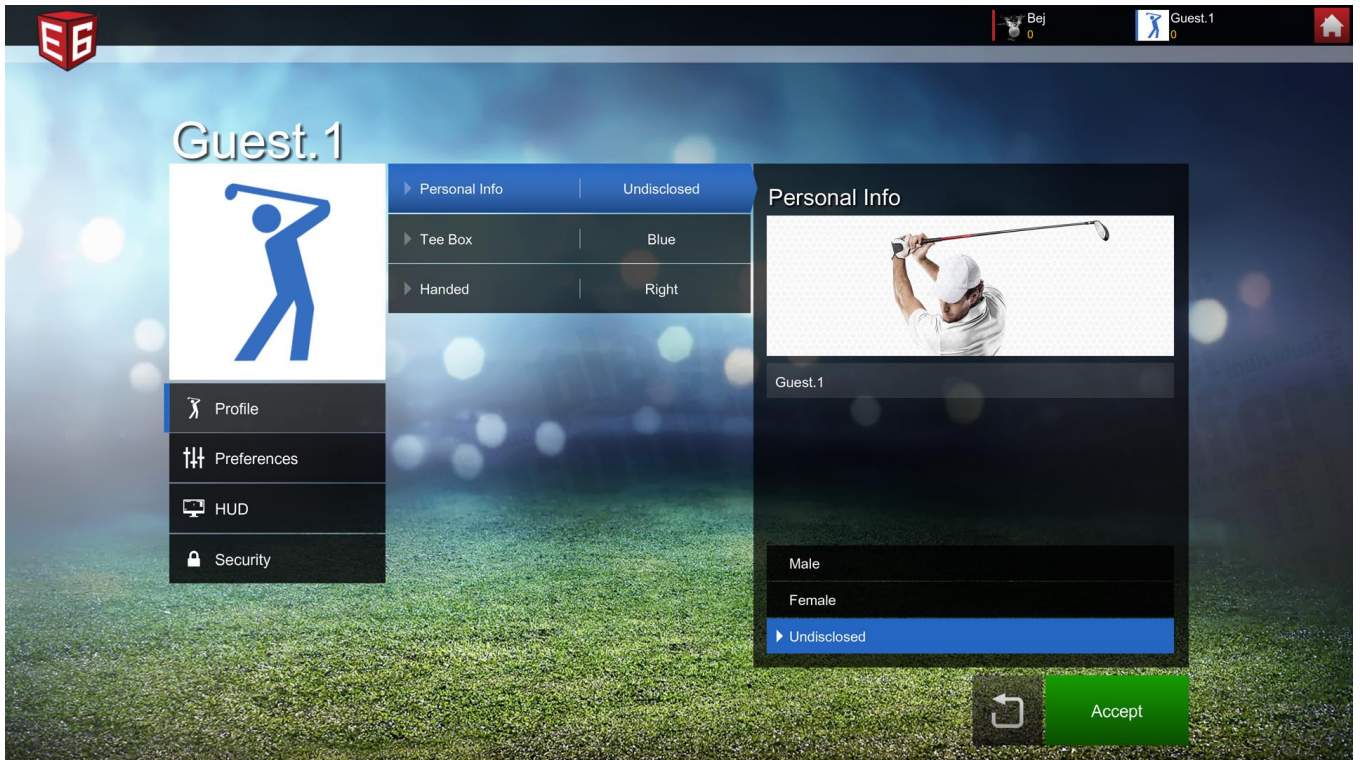 E6
Bej
0
Guest.1
0
Guest.1
Personal Info | Undisclosed
Tee Box | Blue
Handed | Right
Profile
Preferences
HUD
Security
Personal Info
Guest.1
Male
Female
Undisclosed
Accept